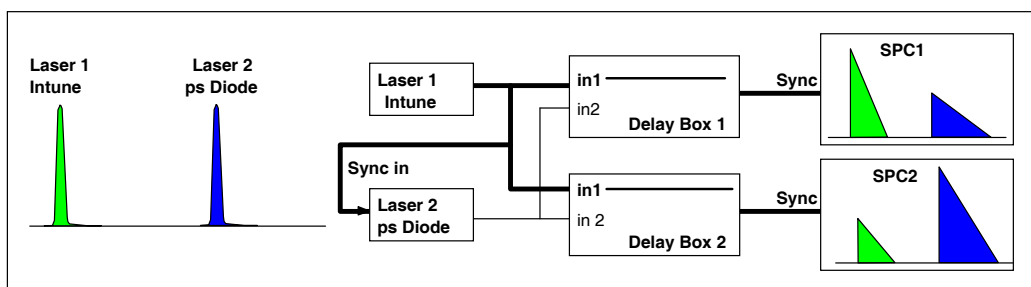 Laser 1
Intune
Laser 2
ps Diode
Laser 1
Intune
Sync in
Laser 2
ps Diode
in1
in2
Delay Box 1
in1
in 2
Delay Box 2
Sync
Sync
SPC1
SPC2